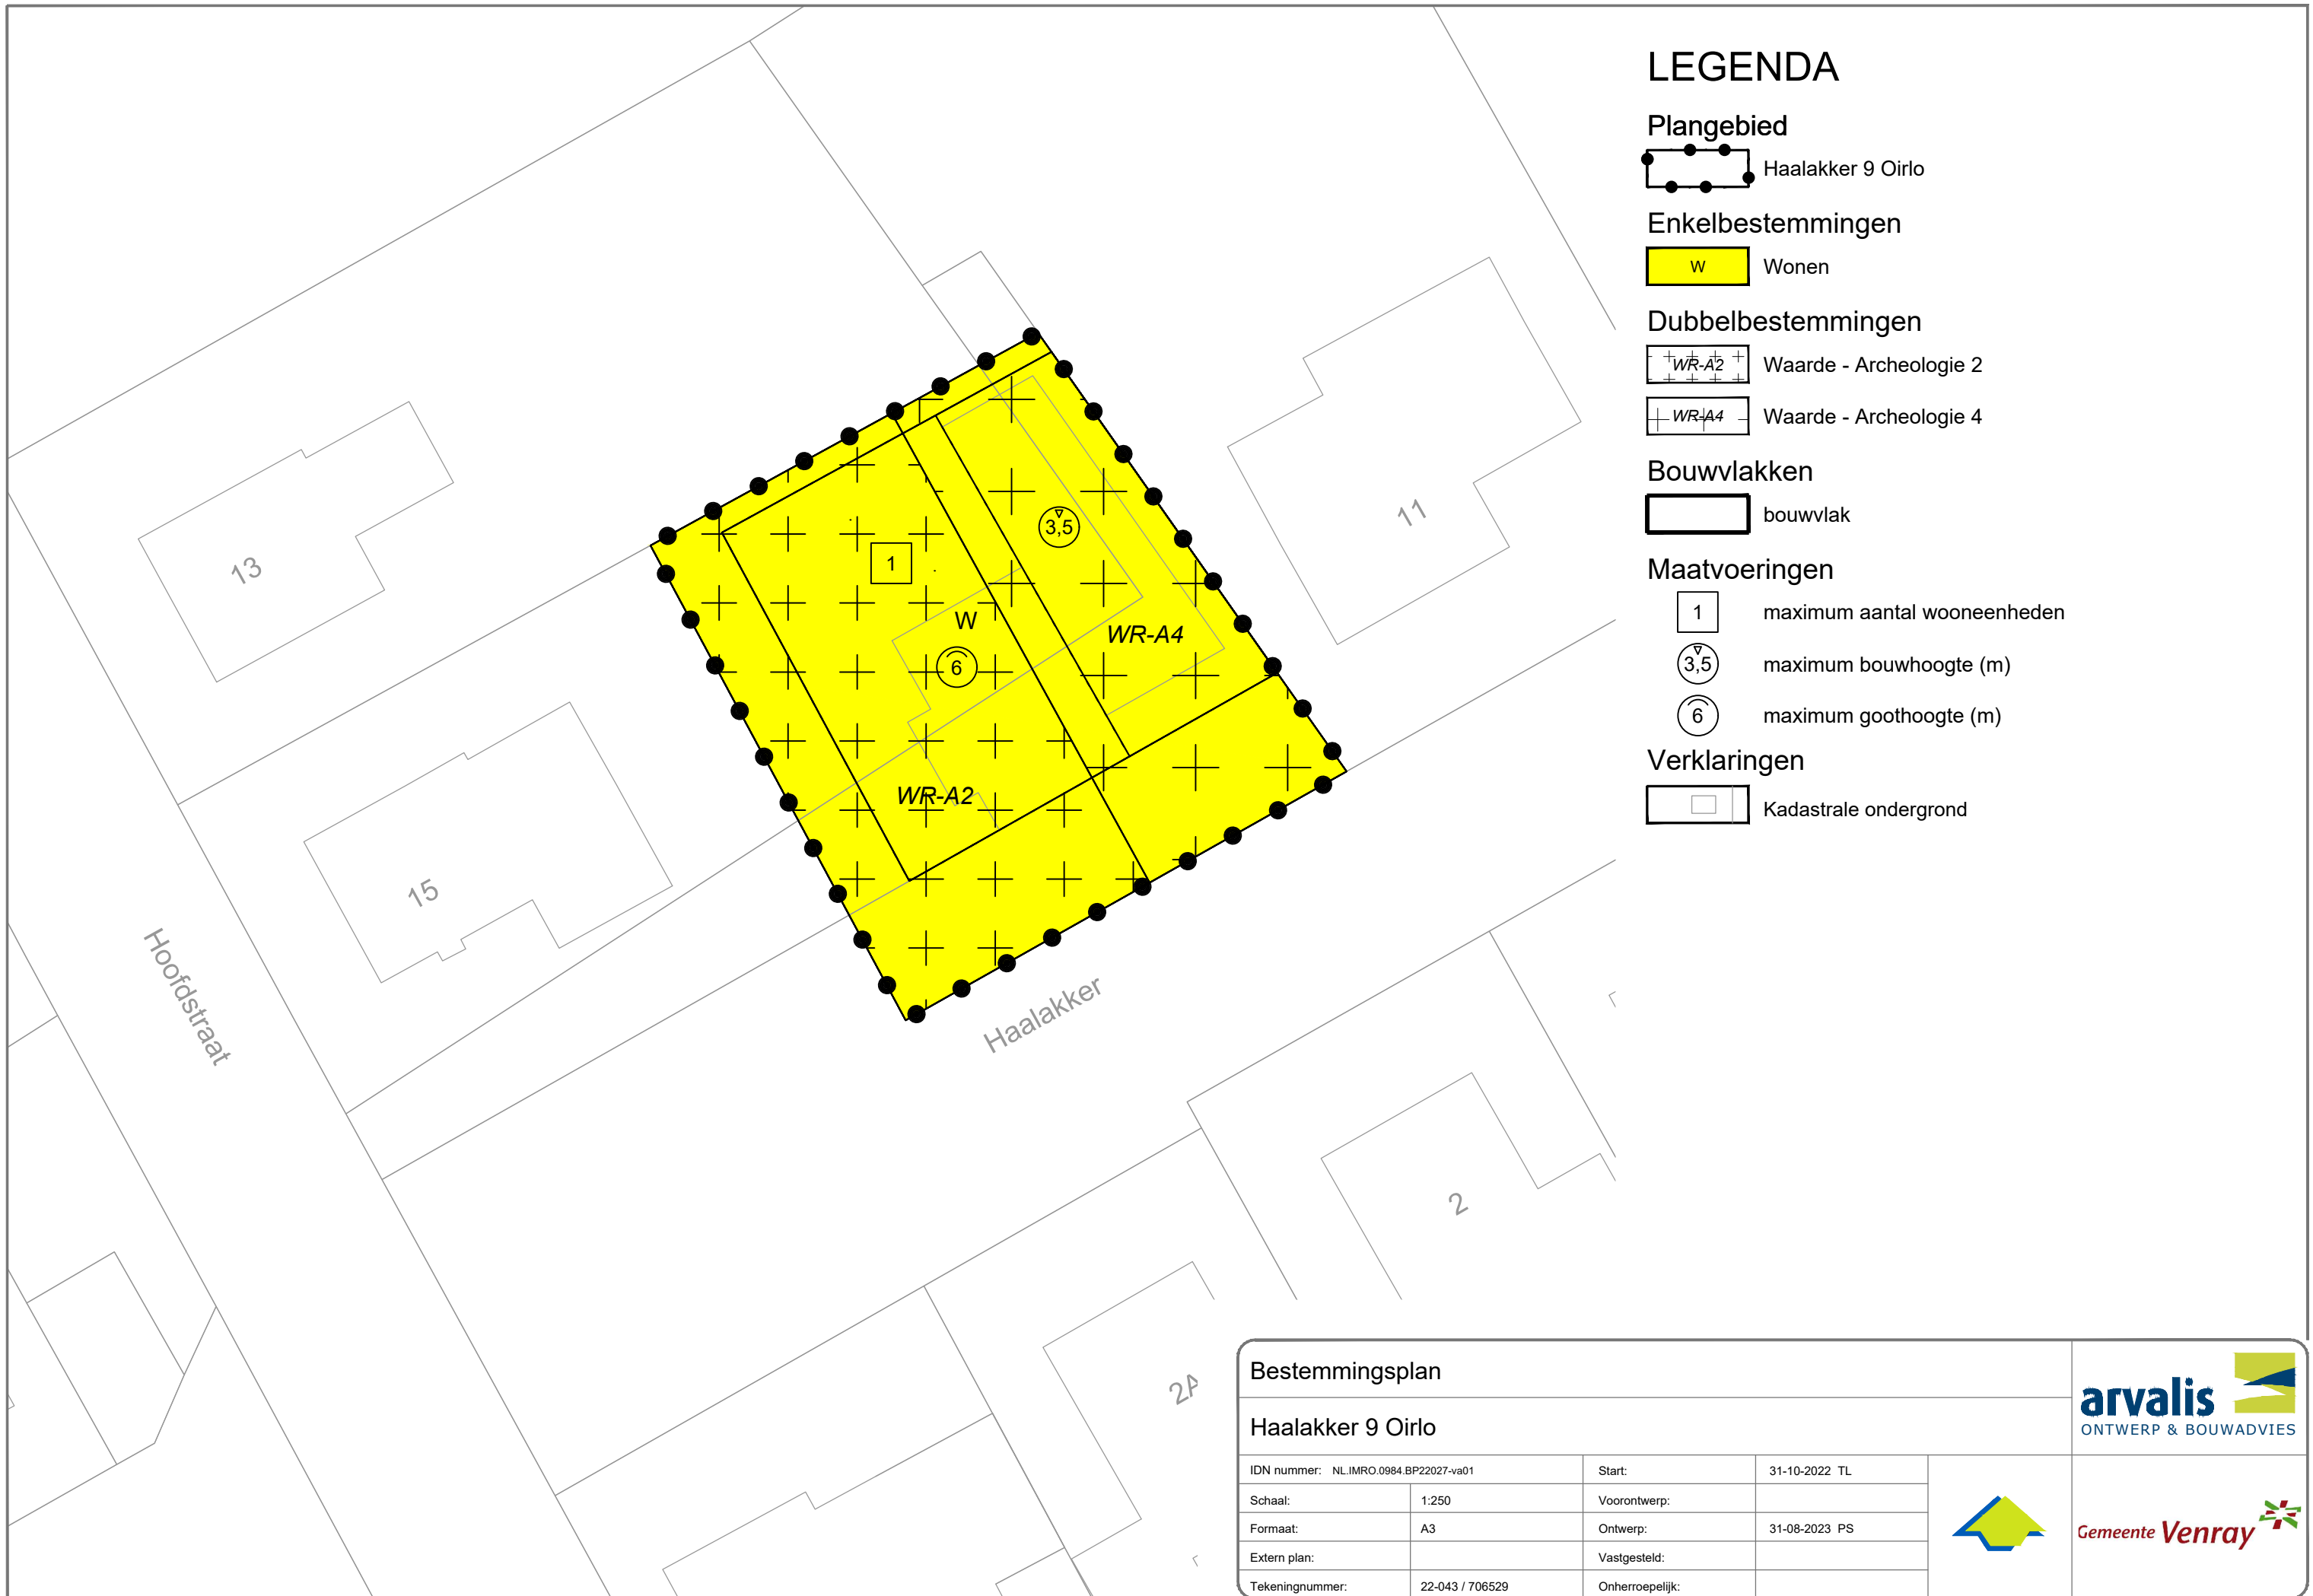 LEGENDA
Plangebied
Haalakker 9 Oirlo
Enkelbestemmingen
W Wonen
Dubbelbestemmingen
WR-A2 Waarde - Archeologie 2
WR-A4 Waarde - Archeologie 4
Bouwvlakken
bouwvlak
Maatvoeringen
1 maximum aantal wooneenheden
3,5 maximum bouwhoogte (m)
6 maximum goothoogte (m)
Verklaringen
Kadastrale ondergrond
13
11
3,5
1
W
WR-A4
6
WR-A2
15
Hoofdstraat
Haalakker
2
2A
Bestemmingsplan
Haalakker 9 Oirlo
IDN nummer: NL.IMRO.0984.BP22027-va01 Start: 31-10-2022 TL
Schaal: 1:250 Voorontwerp:
Formaat: A3 Ontwerp: 31-08-2023 PS
Extern plan: Vastgesteld:
Tekeningnummer: 22-043 / 706529 Onherroepelijk:
arvalis
ONTWERP & BOUWADVIES
Gemeente Venray